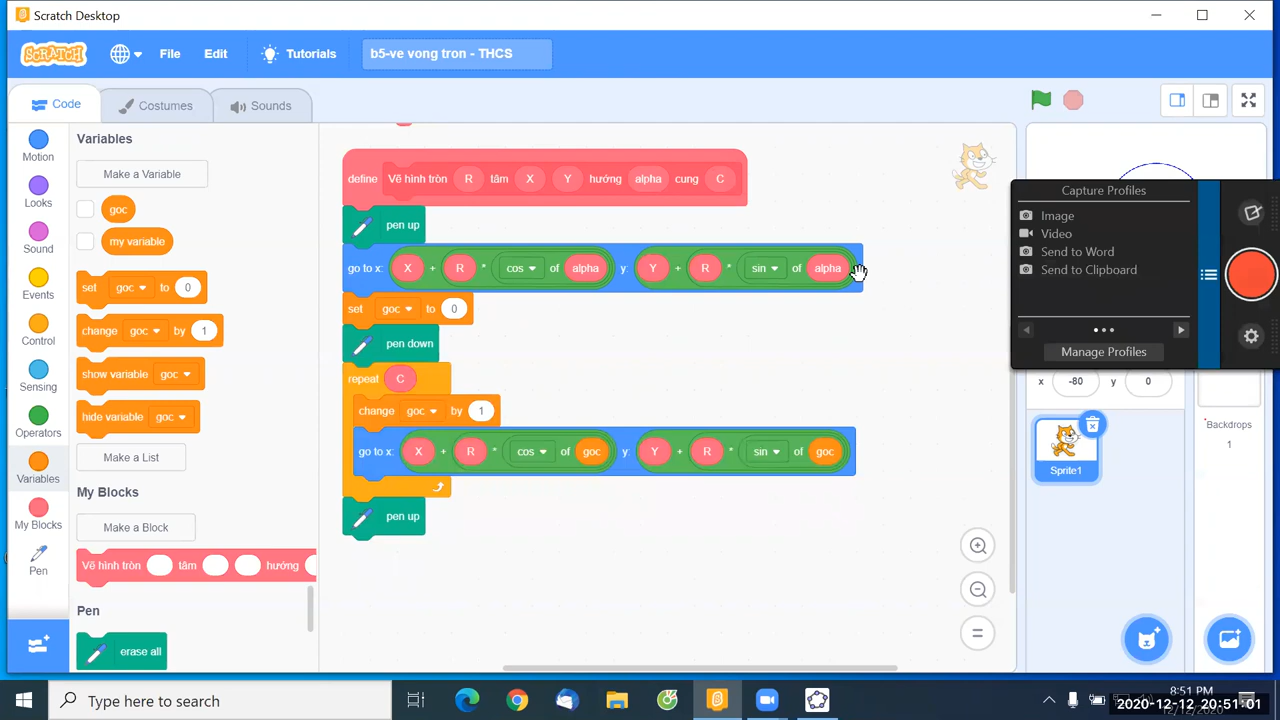 Scratch Desktop
SCRATCH File Edit Tutorials b5-ve vong tron - THCS
Code Costumes Sounds
Motion
Looks
Sound
Events
Control
Sensing
Operators
Variables
My Blocks
Pen
Variables
Make a Variable
goc
my variable
set goc to 0
change goc by 1
show variable goc
hide variable goc
Make a List
My Blocks
Make a Block
Vẽ hình tròn tâm hướng
Pen
erase all
define Vẽ hình tròn R tâm X Y hướng alpha cung C
pen up
go to x: X + R * cos of alpha y: Y + R * sin of alpha
set goc to 0
pen down
repeat C
change goc by 1
go to x: X + R * cos of goc y: Y + R * sin of goc
pen up
Capture Profiles
Image
Video
Send to Word
Send to Clipboard
Manage Profiles
x -80 y 0
Sprite1
Backdrops
1
Type here to search
8:51 PM
2020-12-12 20:51:01